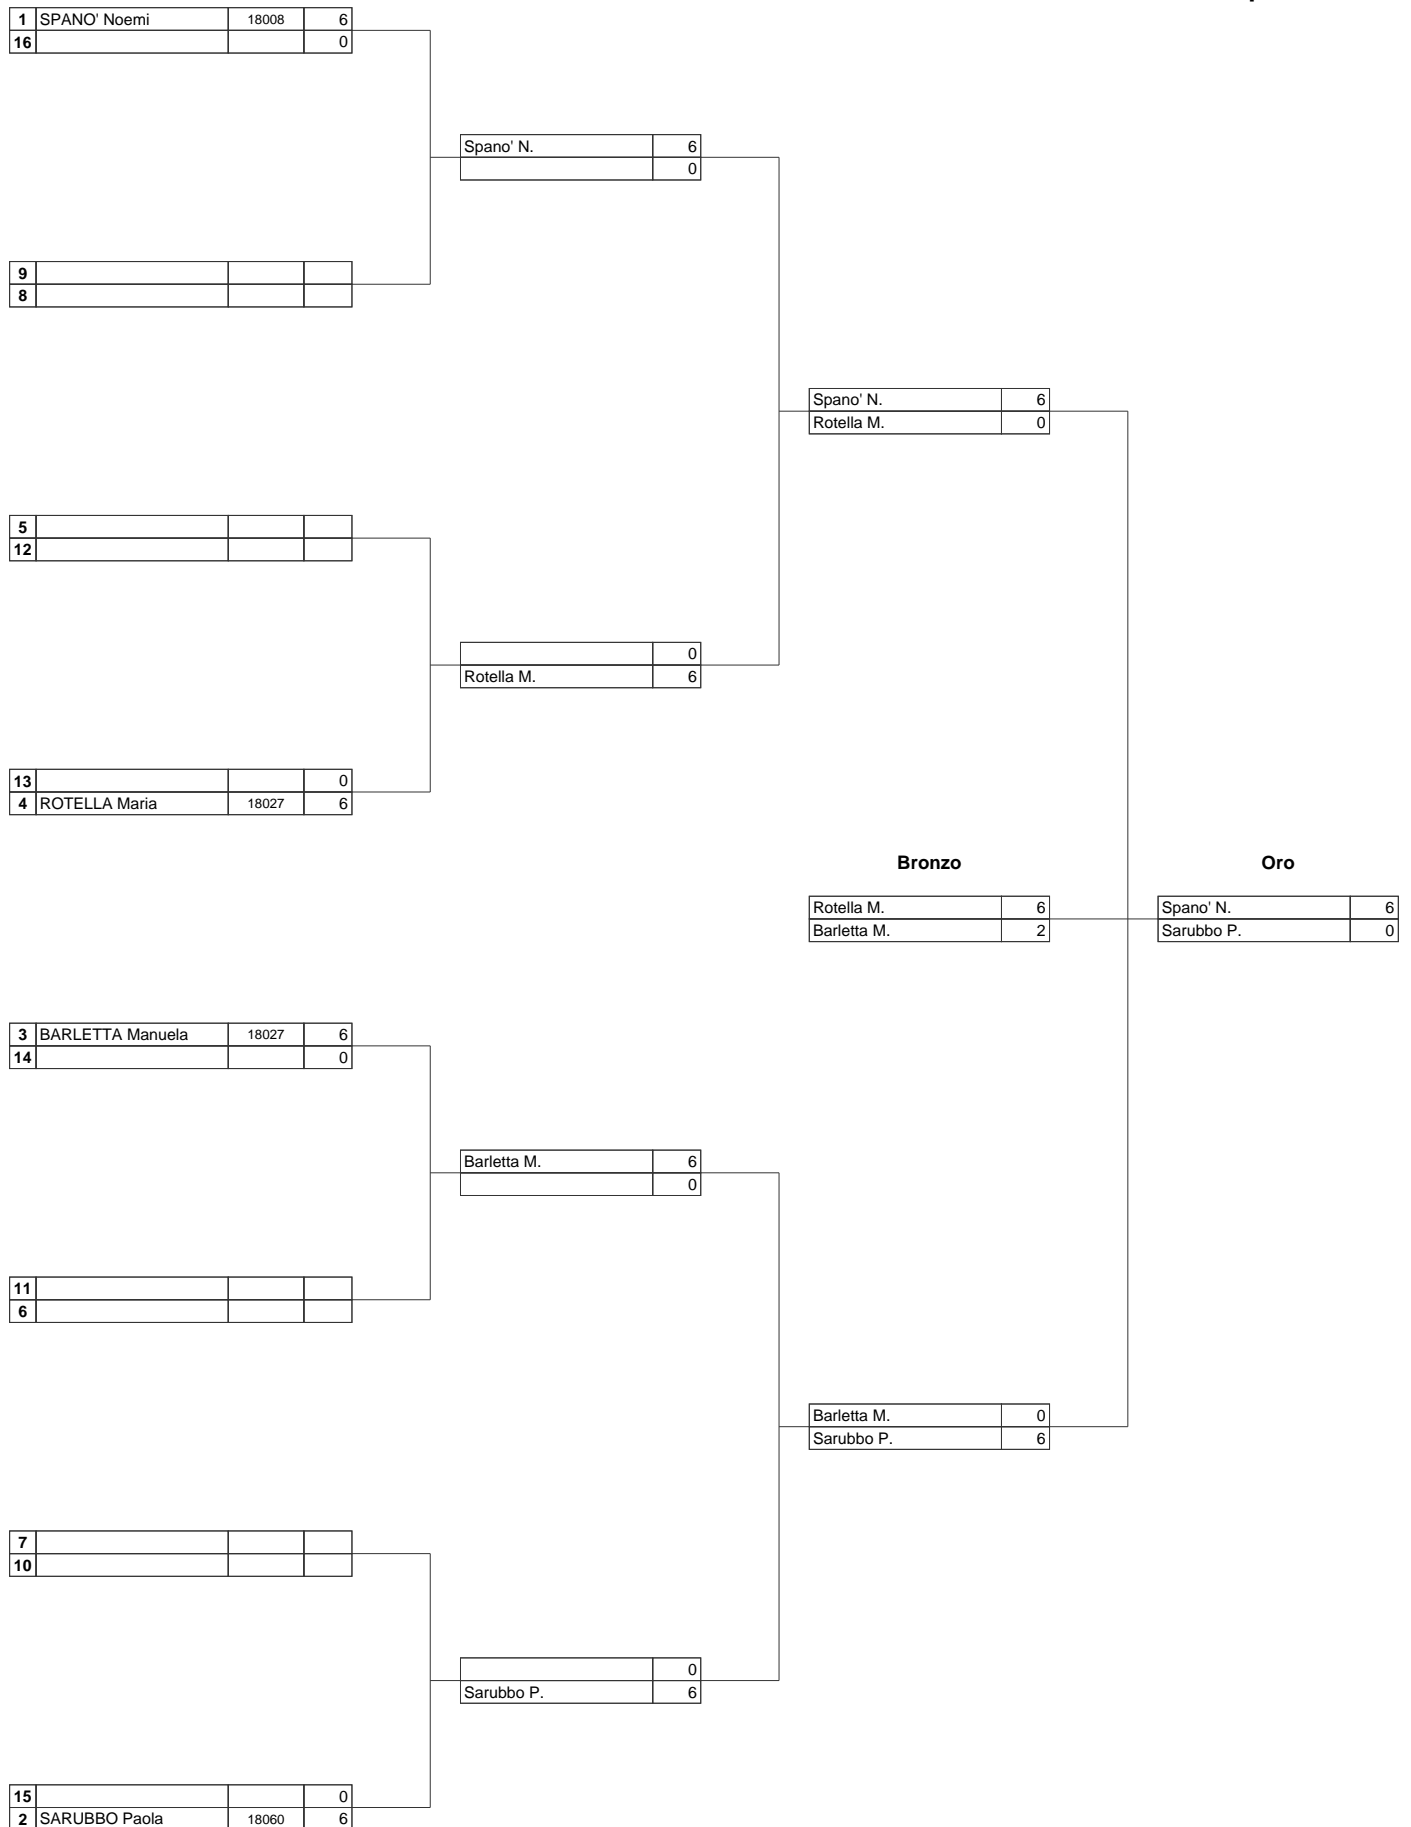 1 SPANO' Noemi 18008 6
16 0
Spano' N. 6
0
9
8
Spano' N. 6
Rotella M. 0
5
12
0
Rotella M. 6
13 0
4 ROTELLA Maria 18027 6
Bronzo Oro
Rotella M. 6 Spano' N. 6
Barletta M. 2 Sarubbo P. 0
3 BARLETTA Manuela 18027 6
14 0
Barletta M. 6
0
11
6
Barletta M. 0
Sarubbo P. 6
7
10
0
Sarubbo P. 6
15 0
2 SARUBBO Paola 18060 6